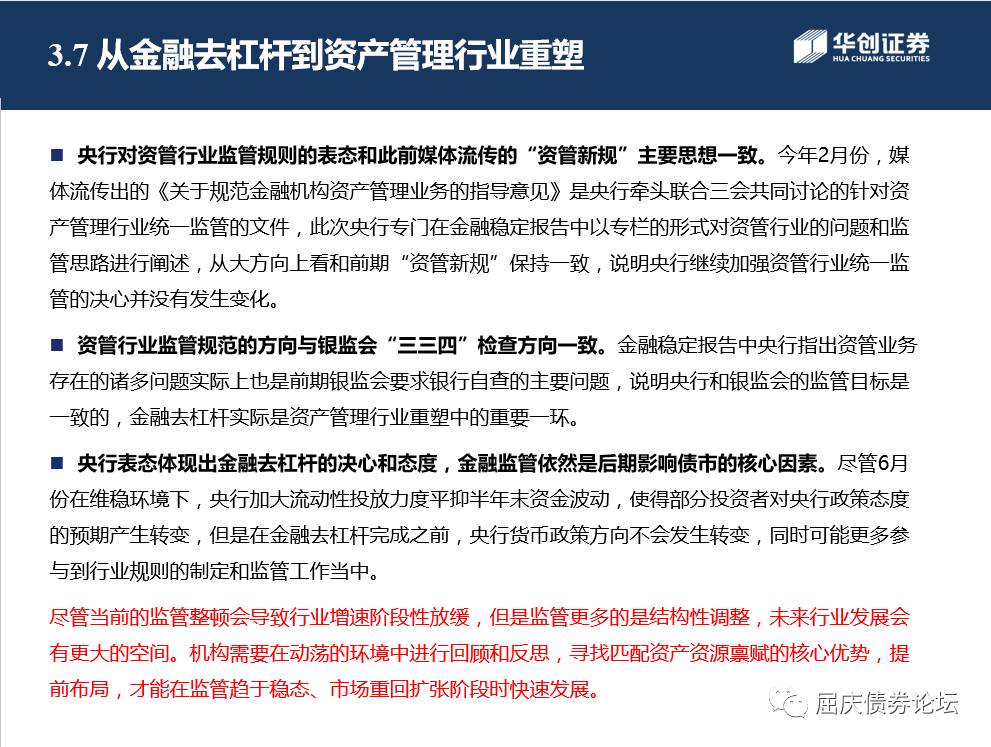 3.7 从金融去杠杆到资产管理行业重塑
华创证券
HUA CHUANG SECURITIES
■ 央行对资管行业监管规则的表态和此前媒体流传的“资管新规”主要思想一致。今年2月份，媒
体流传出的《关于规范金融机构资产管理业务的指导意见》是央行牵头联合三会共同讨论的针对资
产管理行业统一监管的文件，此次央行专门在金融稳定报告中以专栏的形式对资管行业的问题和监
管思路进行阐述，从大方向上看和前期“资管新规”保持一致，说明央行继续加强资管行业统一监
管的决心并没有发生变化。
■ 资管行业监管规范的方向与银监会“三三四”检查方向一致。金融稳定报告中央行指出资管业务
存在的诸多问题实际上也是前期银监会要求银行自查的主要问题，说明央行和银监会的监管目标是
一致的，金融去杠杆实际是资产管理行业重塑中的重要一环。
■ 央行表态体现出金融去杠杆的决心和态度，金融监管依然是后期影响债市的核心因素。尽管6月
份在维稳环境下，央行加大流动性投放力度平抑半年末资金波动，使得部分投资者对央行政策态度
的预期产生转变，但是在金融去杠杆完成之前，央行货币政策方向不会发生转变，同时可能更多参
与到行业规则的制定和监管工作当中。
尽管当前的监管整顿会导致行业增速阶段性放缓，但是监管更多的是结构性调整，未来行业发展会
有更大的空间。机构需要在动荡的环境中进行回顾和反思，寻找匹配资产资源禀赋的核心优势，提
前布局，才能在监管趋于稳态、市场重回扩张阶段时快速发展。
屈庆债券论坛